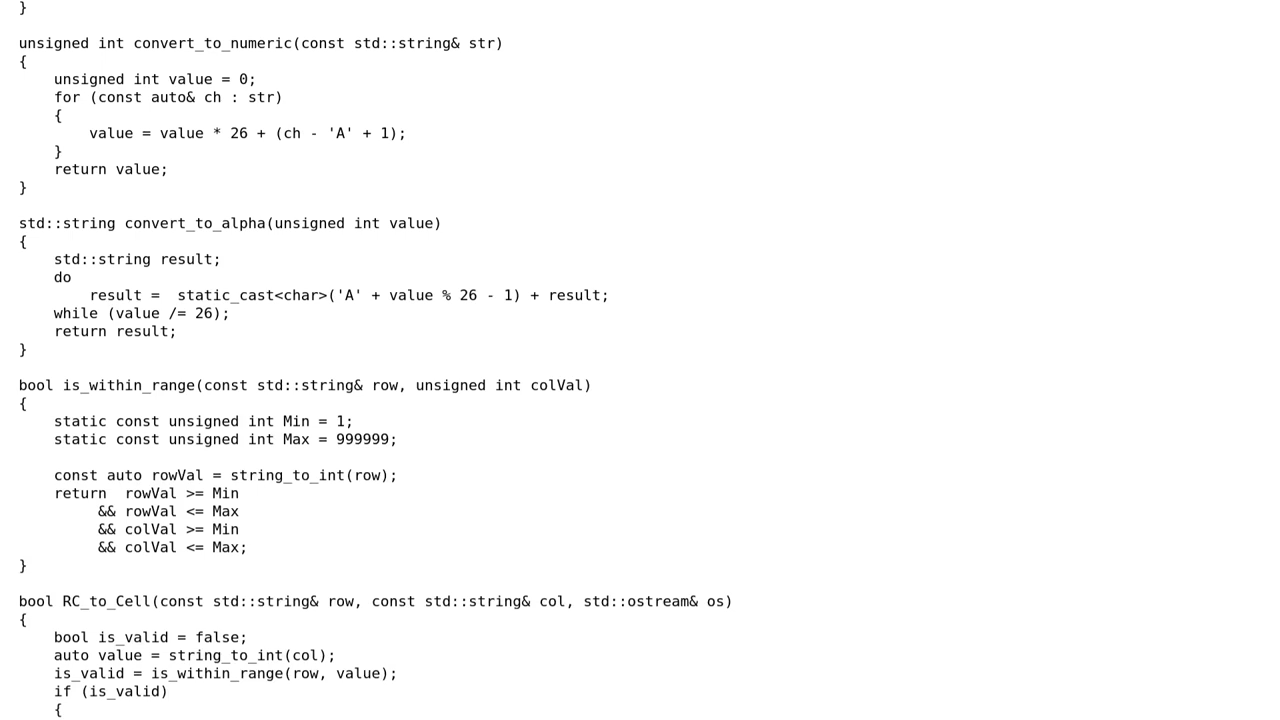 }
unsigned int convert_to_numeric(const std::string& str)
{
    unsigned int value = 0;
    for (const auto& ch : str)
    {
        value = value * 26 + (ch - 'A' + 1);
    }
    return value;
}
std::string convert_to_alpha(unsigned int value)
{
    std::string result;
    do
        result =  static_cast<char>('A' + value % 26 - 1) + result;
    while (value /= 26);
    return result;
}
bool is_within_range(const std::string& row, unsigned int colVal)
{
    static const unsigned int Min = 1;
    static const unsigned int Max = 999999;
    const auto rowVal = string_to_int(row);
    return  rowVal >= Min
         && rowVal <= Max
         && colVal >= Min
         && colVal <= Max;
}
bool RC_to_Cell(const std::string& row, const std::string& col, std::ostream& os)
{
    bool is_valid = false;
    auto value = string_to_int(col);
    is_valid = is_within_range(row, value);
    if (is_valid)
    {